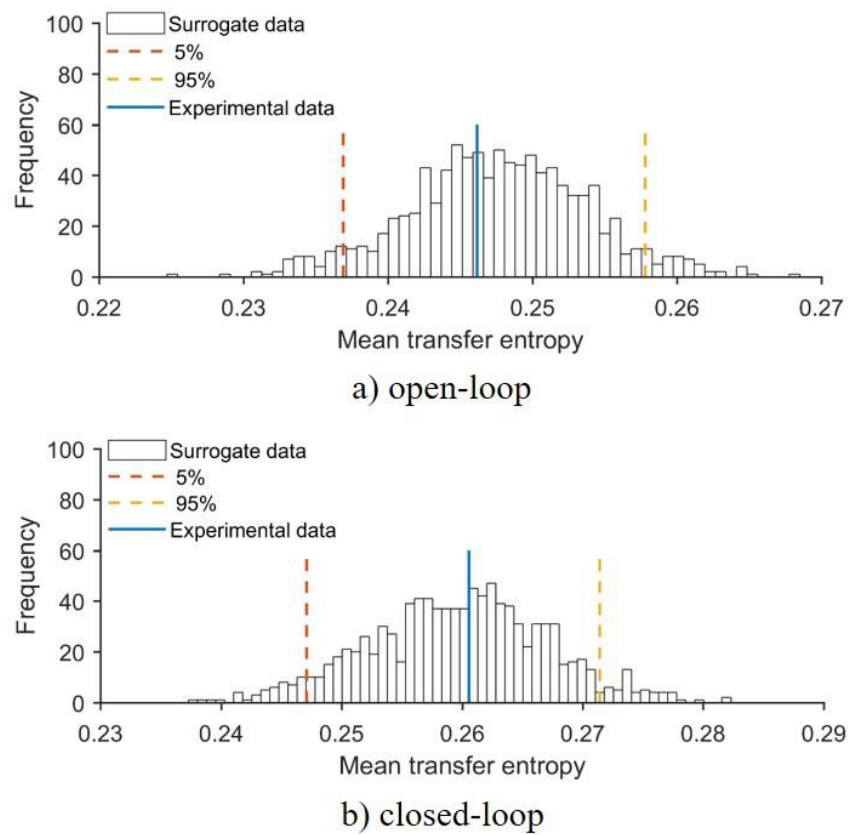 100
80
60
40
20
0
Frequency
Surrogate data
5%
95%
Experimental data
0.22 0.23 0.24 0.25 0.26 0.27
Mean transfer entropy
a) open-loop
100
80
60
40
20
0
Frequency
Surrogate data
5%
95%
Experimental data
0.23 0.24 0.25 0.26 0.27 0.28 0.29
Mean transfer entropy
b) closed-loop